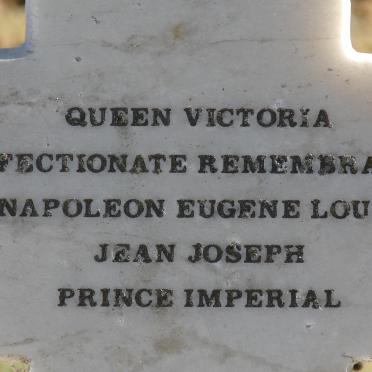 QUEEN VICTORIA
FECTIONATE REMEMBRA
NAPOLEON EUGENE LOU
JEAN JOSEPH
PRINCE IMPERIAL